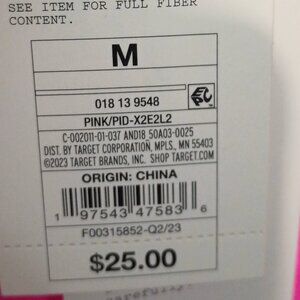 SEE ITEM FOR FULL FIBER
CONTENT.
M
018 13 9548
EPC
PINK/PID-X2E2L2
C-002011-01-037 AND18 50A03-0025
DIST. BY TARGET CORPORATION, MPLS., MN 55403
©2023 TARGET BRANDS, INC. SHOP TARGET.COM
ORIGIN: CHINA
1 97543 47583 6
F00315852-Q2/23
$25.00
carefully.